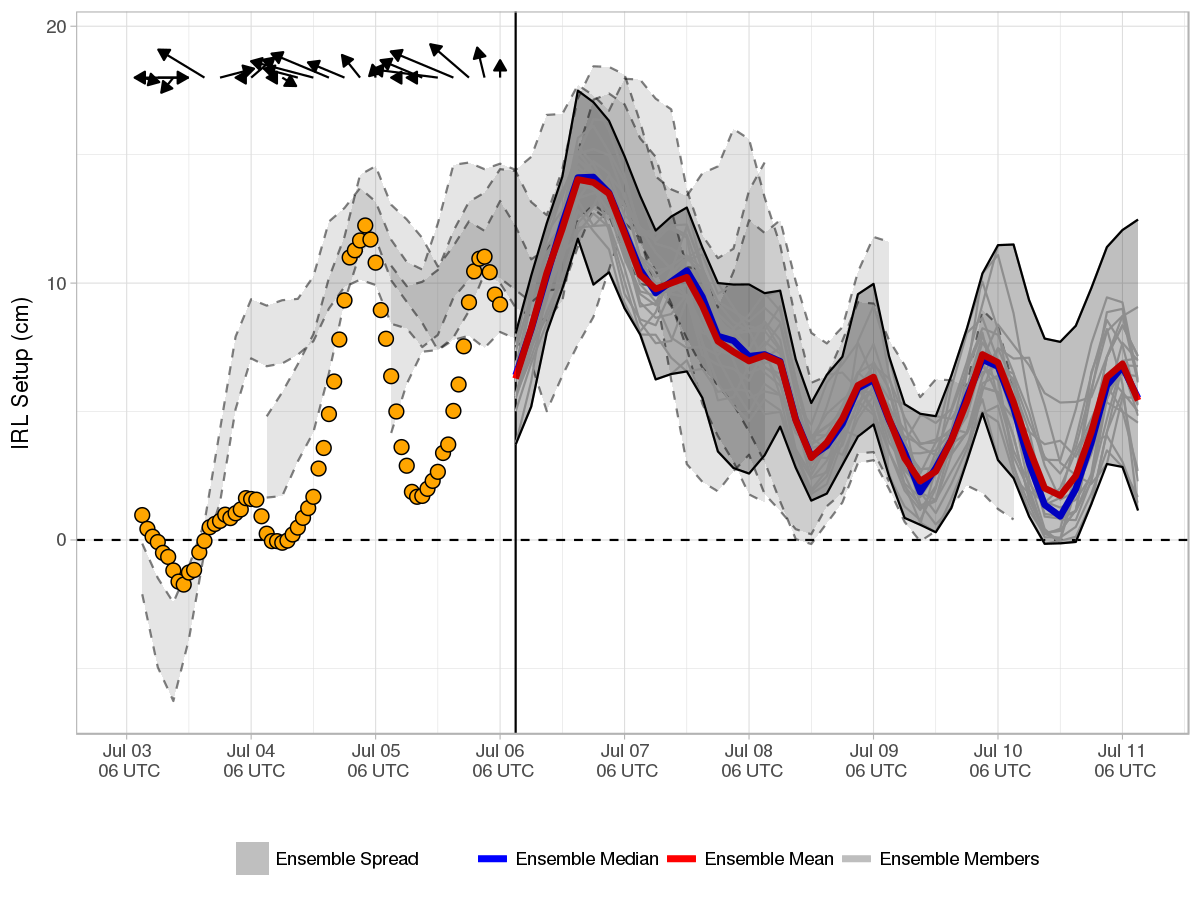 20
10
0
IRL Setup (cm)
Jul 03 Jul 04 Jul 05 Jul 06 Jul 07 Jul 08 Jul 09 Jul 10 Jul 11
06 UTC 06 UTC 06 UTC 06 UTC 06 UTC 06 UTC 06 UTC 06 UTC 06 UTC
Ensemble Spread Ensemble Median Ensemble Mean Ensemble Members